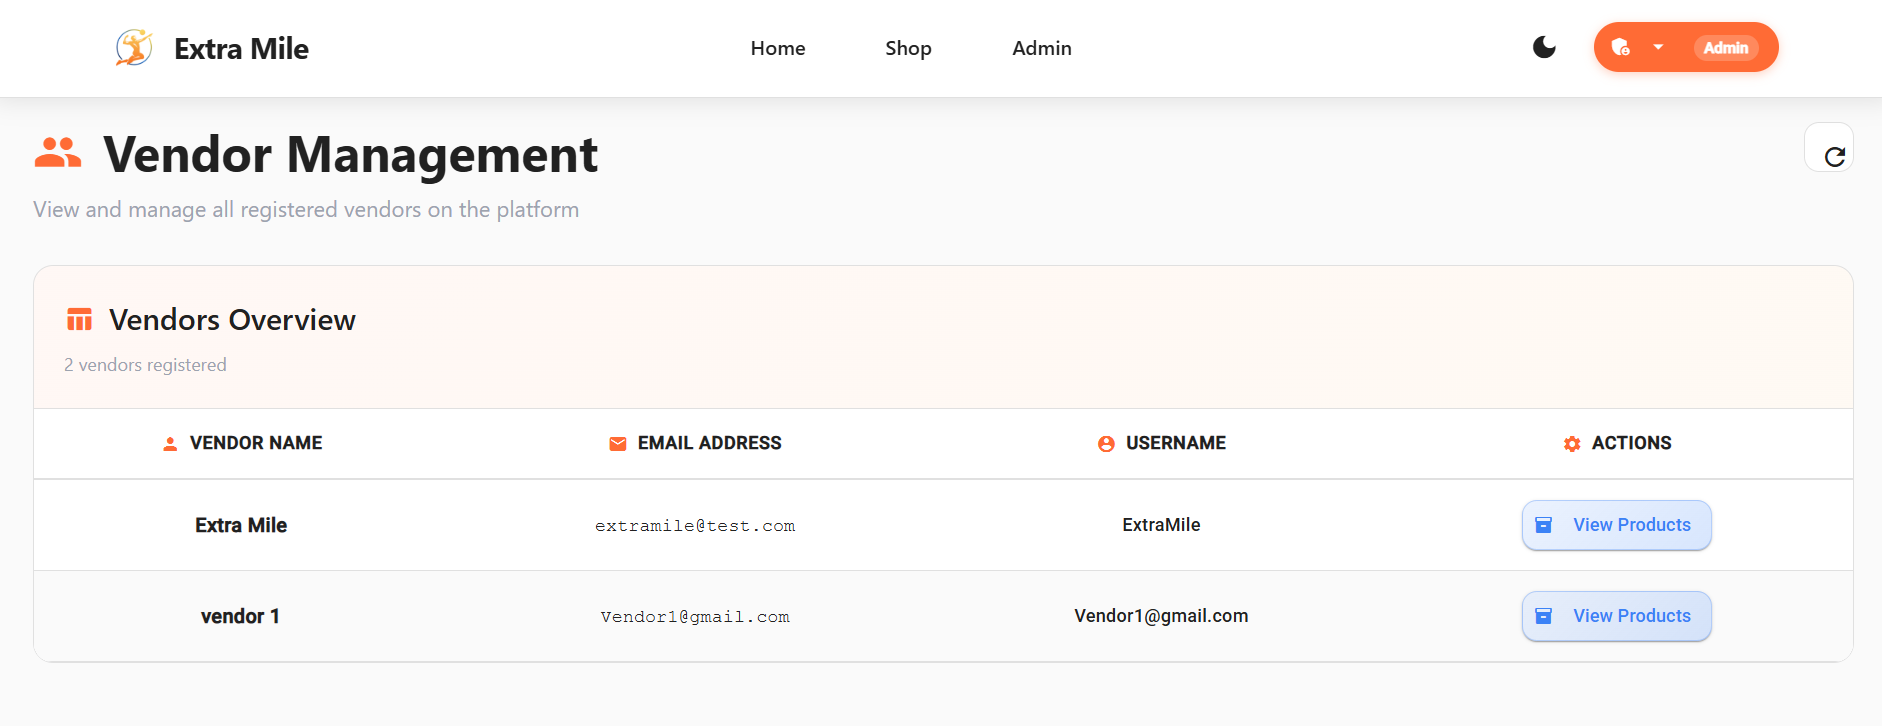 Extra Mile
Home Shop Admin
Admin
Vendor Management
View and manage all registered vendors on the platform
Vendors Overview
2 vendors registered
VENDOR NAME EMAIL ADDRESS USERNAME ACTIONS
Extra Mile extramile@test.com ExtraMile View Products
vendor 1 Vendor1@gmail.com Vendor1@gmail.com View Products